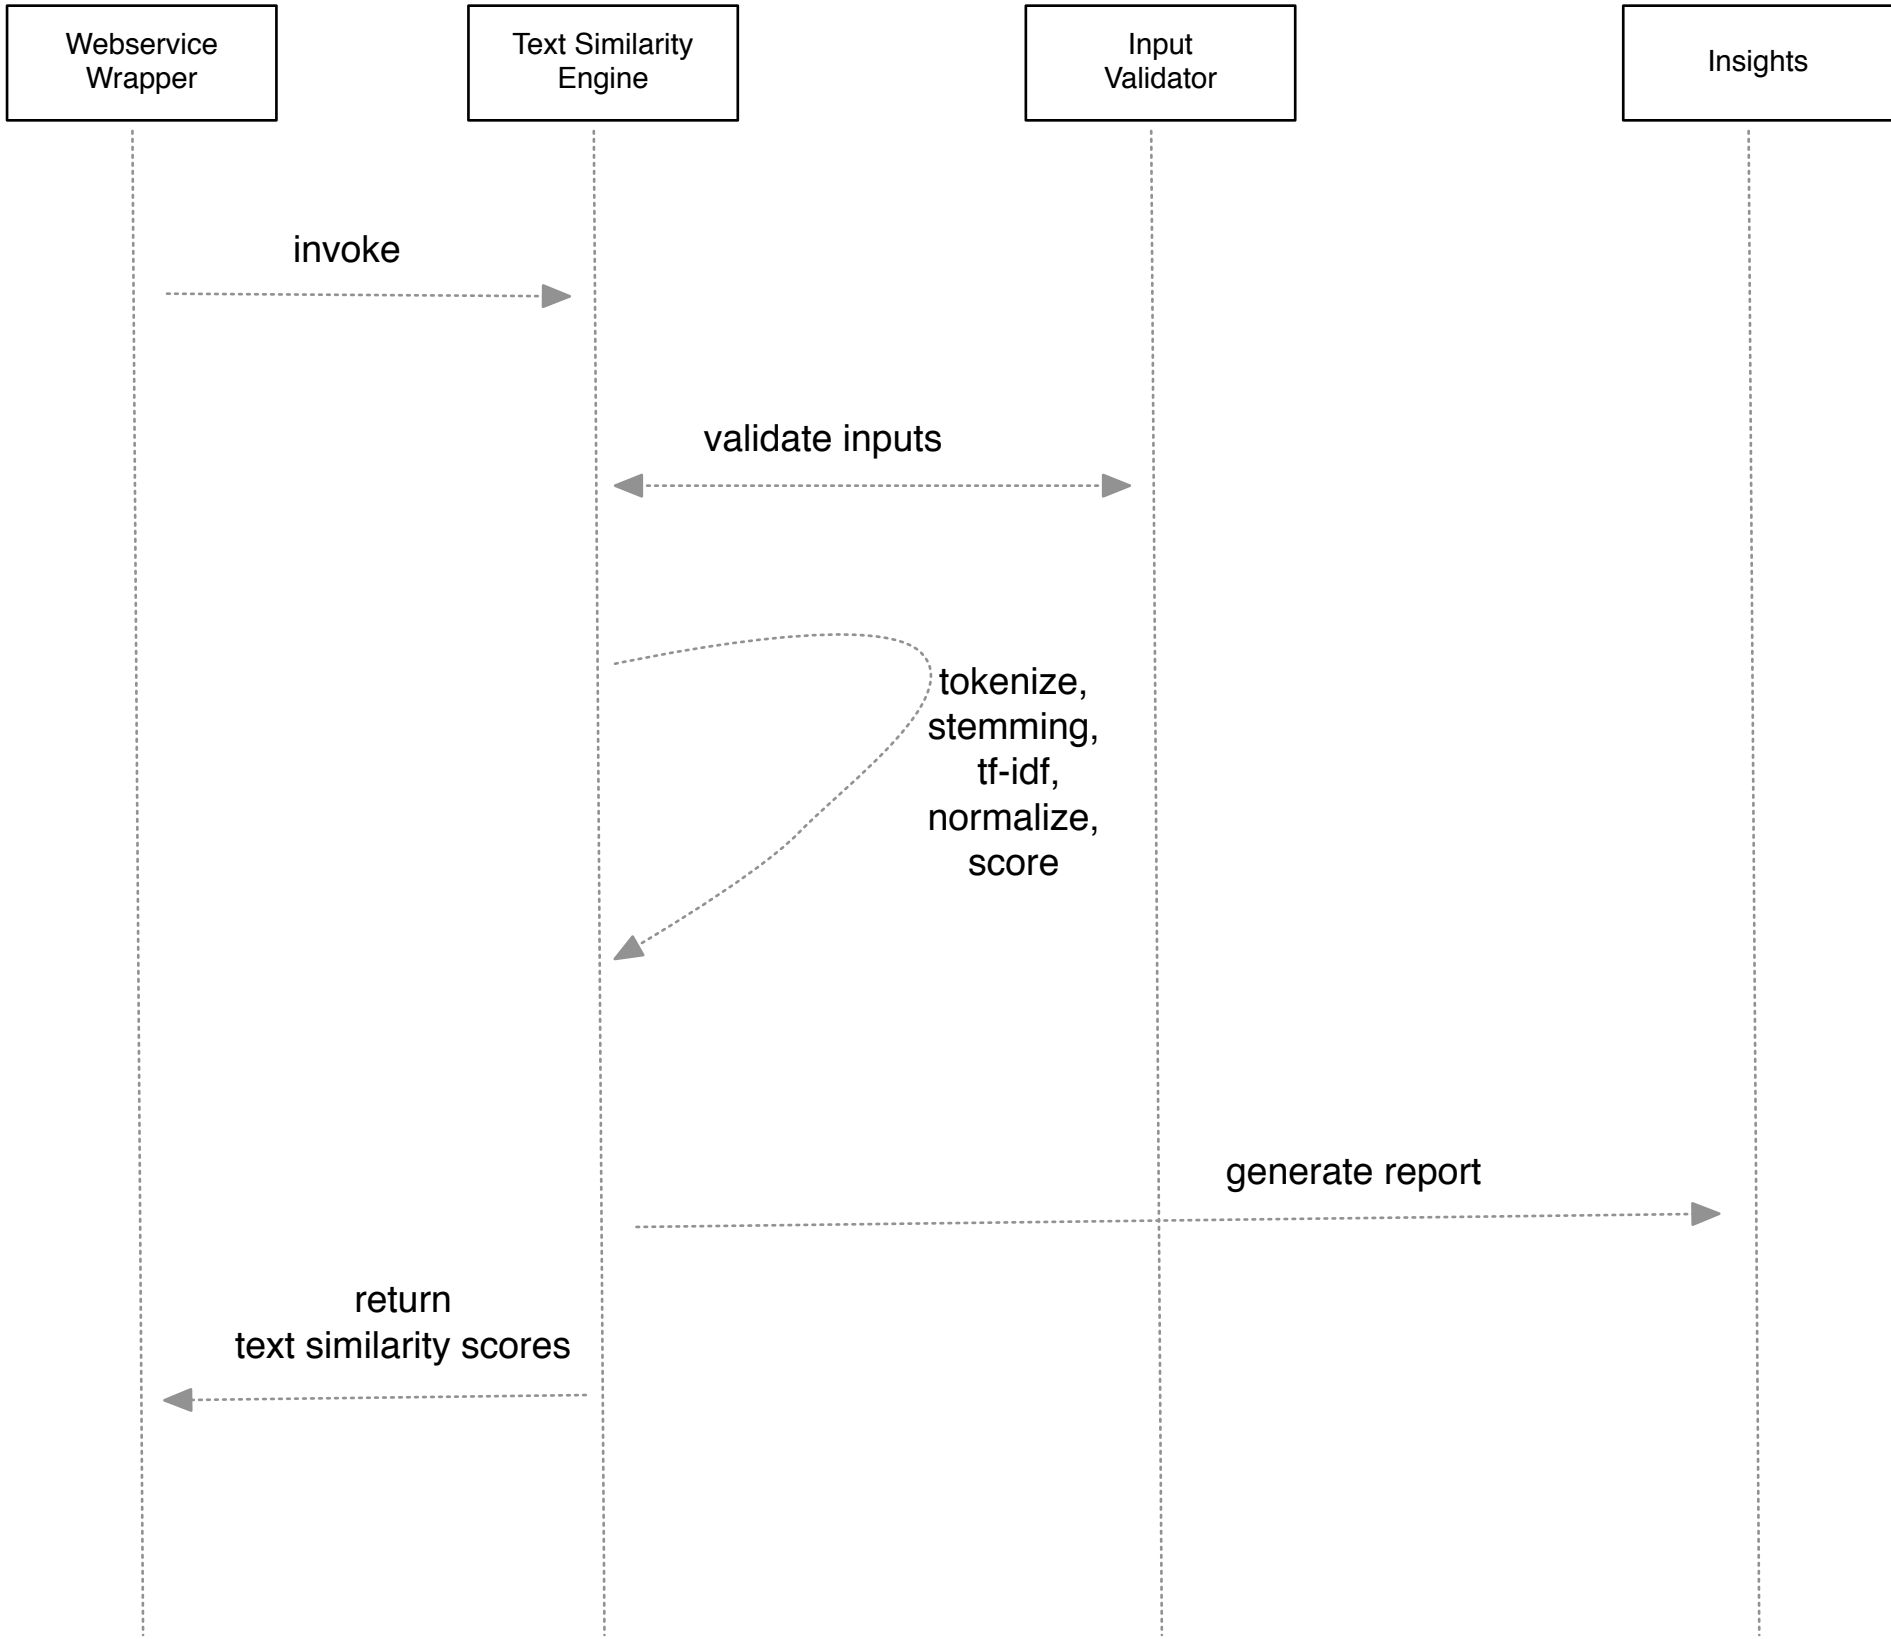 Webservice
Wrapper
Text Similarity
Engine
Input
Validator
Insights
invoke
validate inputs
tokenize,
stemming,
tf-idf,
normalize,
score
generate report
return
text similarity scores